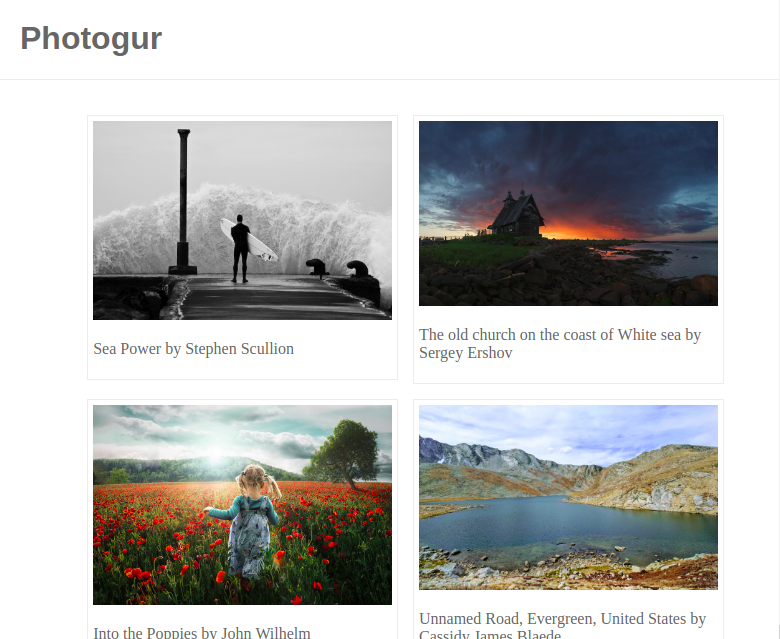 Photogur
Sea Power by Stephen Scullion
The old church on the coast of White sea by
Sergey Ershov
Into the Poppies by John Wilhelm
Unnamed Road, Evergreen, United States by
Cassidy James Blaede